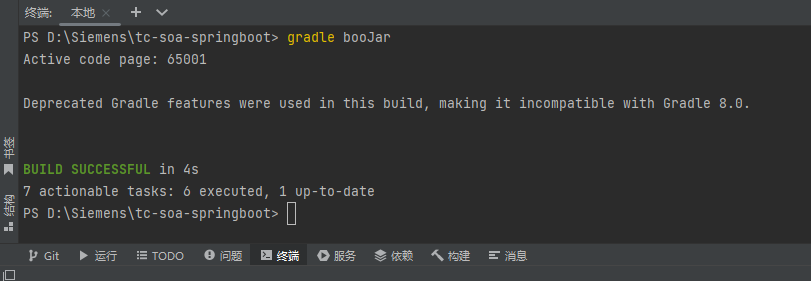 终端: 本地
PS D:\Siemens\tc-soa-springboot> gradle booJar
Active code page: 65001
Deprecated Gradle features were used in this build, making it incompatible with Gradle 8.0.
BUILD SUCCESSFUL in 4s
7 actionable tasks: 6 executed, 1 up-to-date
PS D:\Siemens\tc-soa-springboot>
书签
结构
Git 运行 TODO 问题 终端 服务 依赖 构建 消息